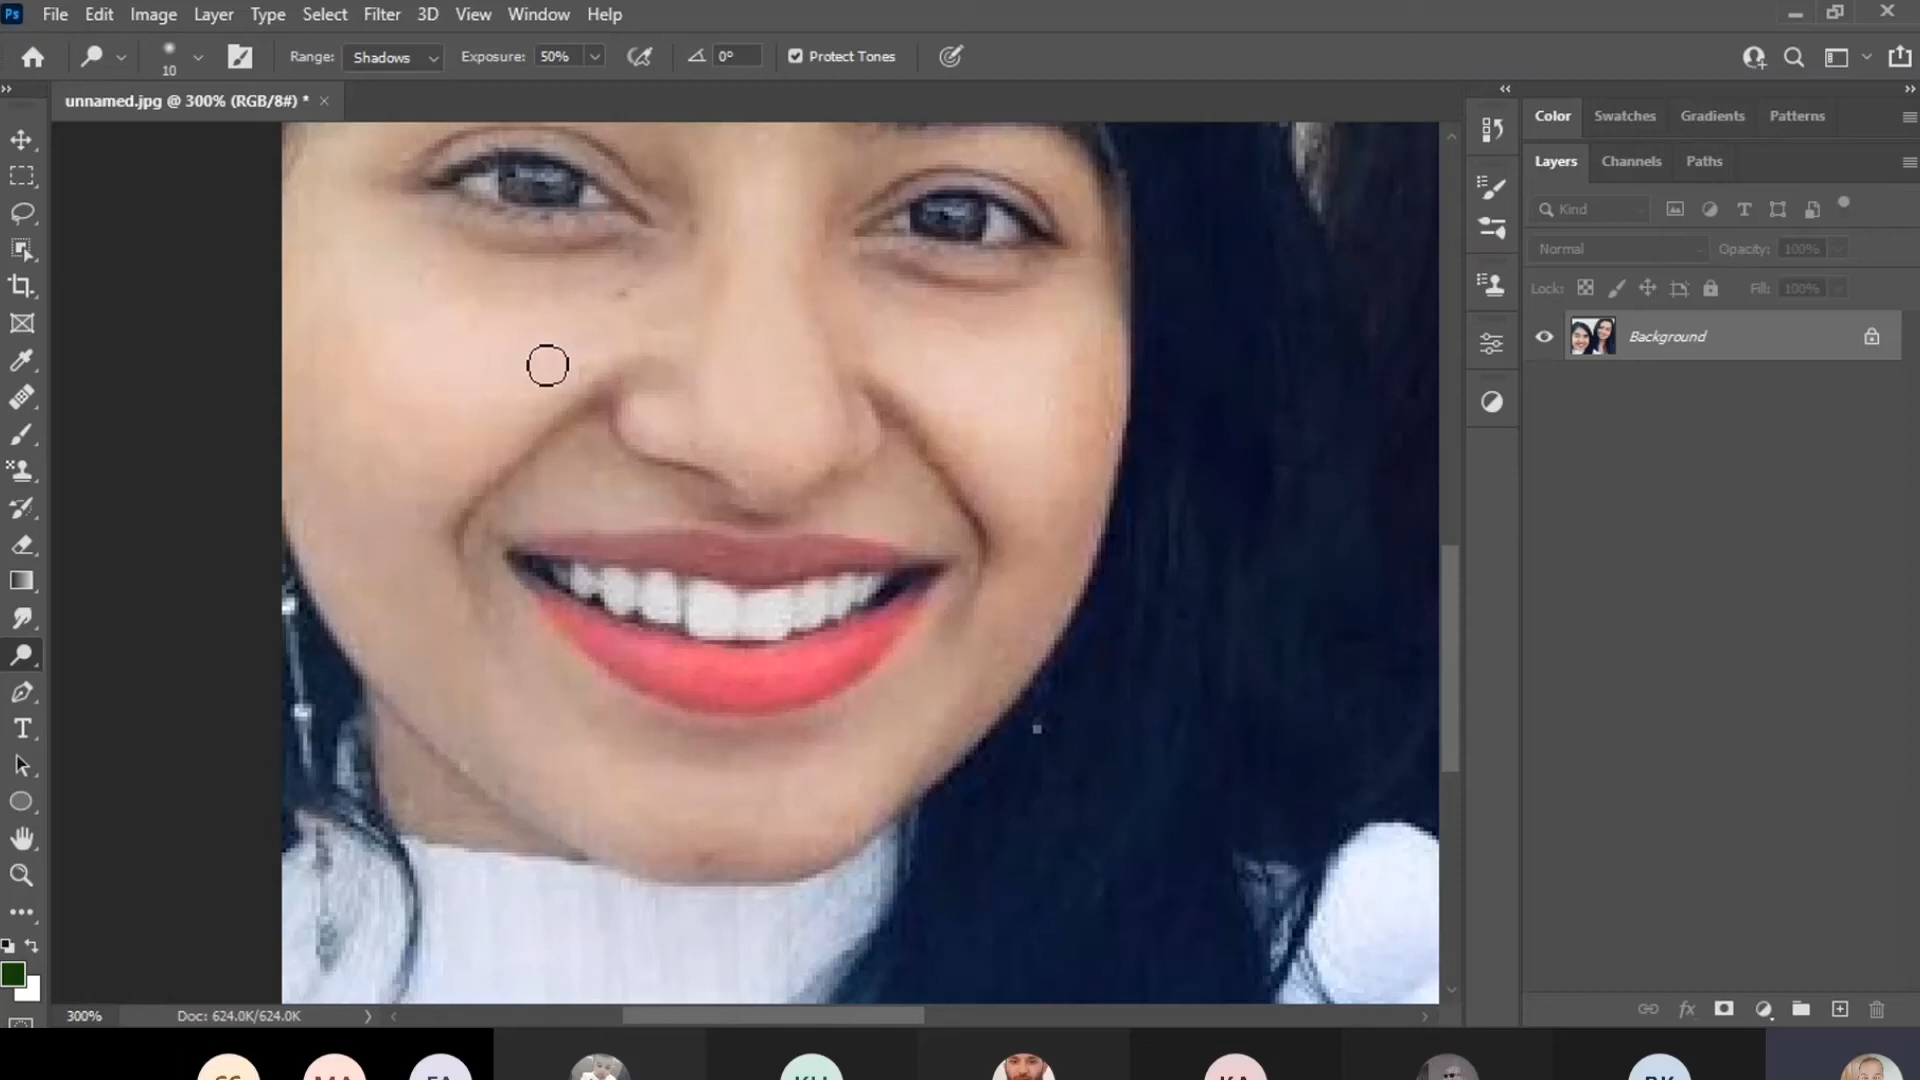 Ps File Edit Image Layer Type Select Filter 3D View Window Help
10 Range: Shadows Exposure: 50% 0° Protect Tones
unnamed.jpg @ 300% (RGB/8#) * ×
Color Swatches Gradients Patterns
Layers Channels Paths
Kind
Normal Opacity: 100%
Lock: Fill: 100%
Background
fx
300% Doc: 624.0K/624.0K